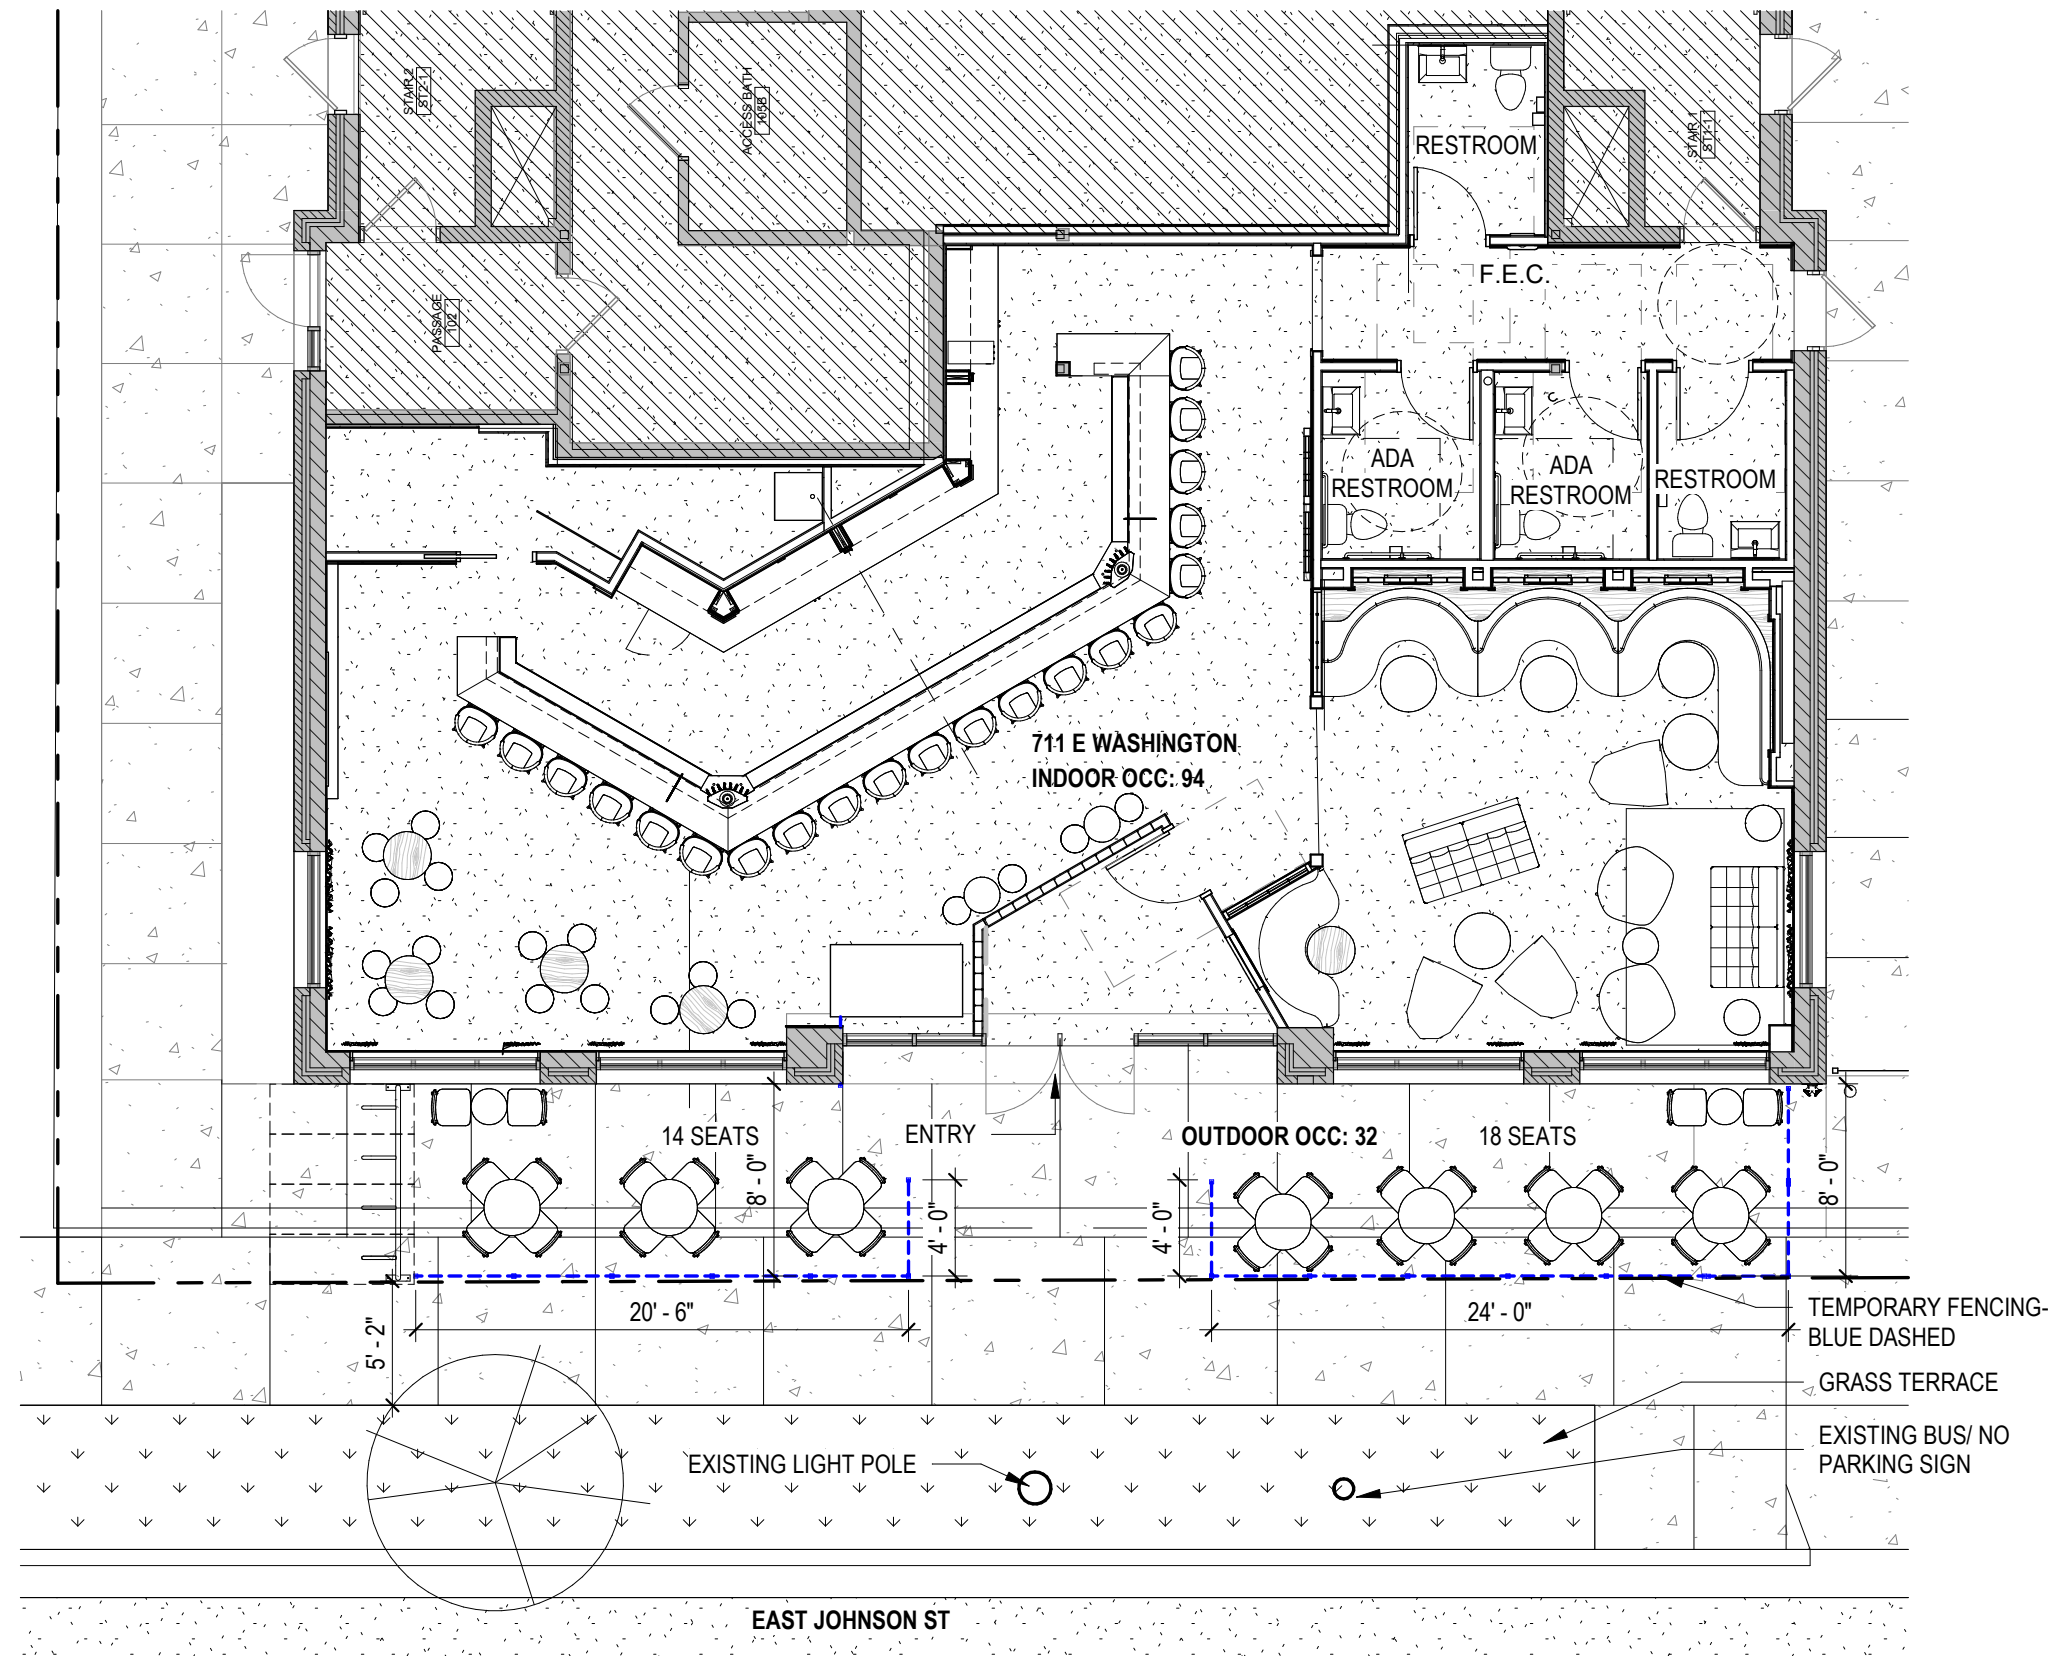 STAIR 2
ST2-1.1
ACCESS BATH
105B
STAIR 1
ST1-1.1
PASSAGE
102
RESTROOM
F.E.C.
ADA
RESTROOM
ADA
RESTROOM
RESTROOM
711 E WASHINGTON
INDOOR OCC: 94
14 SEATS
8' - 0"
ENTRY
OUTDOOR OCC: 32
18 SEATS
8' - 0"
4' - 0"
4' - 0"
20' - 6"
24' - 0"
5' - 2"
TEMPORARY FENCING-
BLUE DASHED
GRASS TERRACE
EXISTING BUS/ NO
PARKING SIGN
EXISTING LIGHT POLE
EAST JOHNSON ST